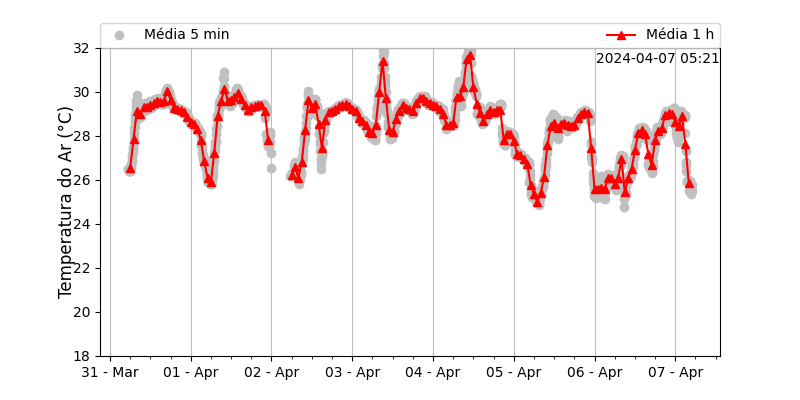 Média 5 min
Média 1 h
2024-04-07 05:21
Temperatura do Ar (°C)
32
30
28
26
24
22
20
18
31 - Mar
01 - Apr
02 - Apr
03 - Apr
04 - Apr
05 - Apr
06 - Apr
07 - Apr